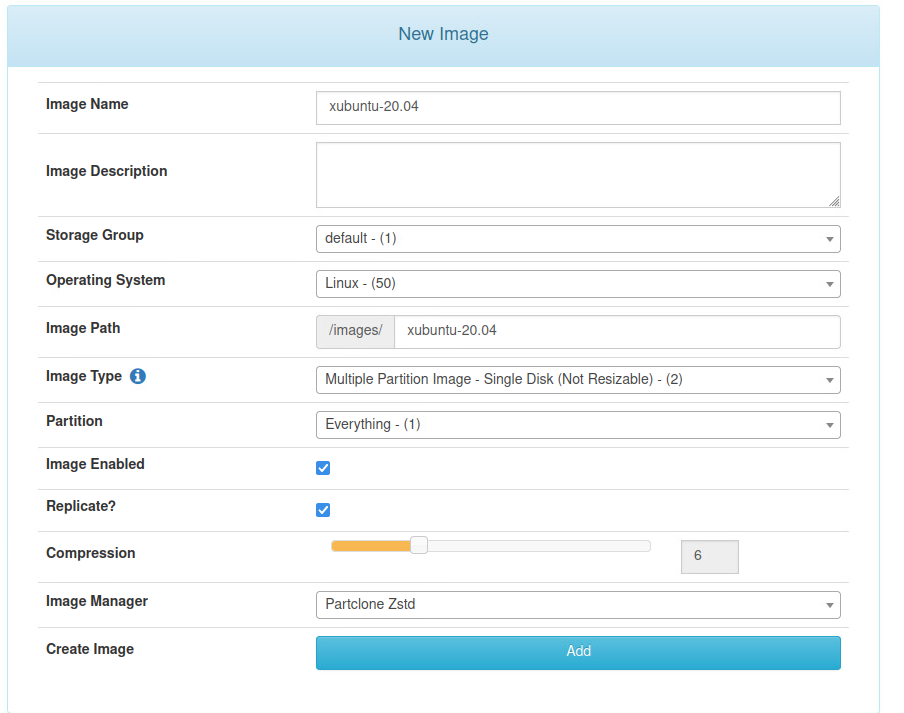 New Image
Image Name xubuntu-20.04
Image Description
Storage Group default - (1)
Operating System Linux - (50)
Image Path /images/ xubuntu-20.04
Image Type i Multiple Partition Image - Single Disk (Not Resizable) - (2)
Partition Everything - (1)
Image Enabled
Replicate?
Compression 6
Image Manager Partclone Zstd
Create Image Add